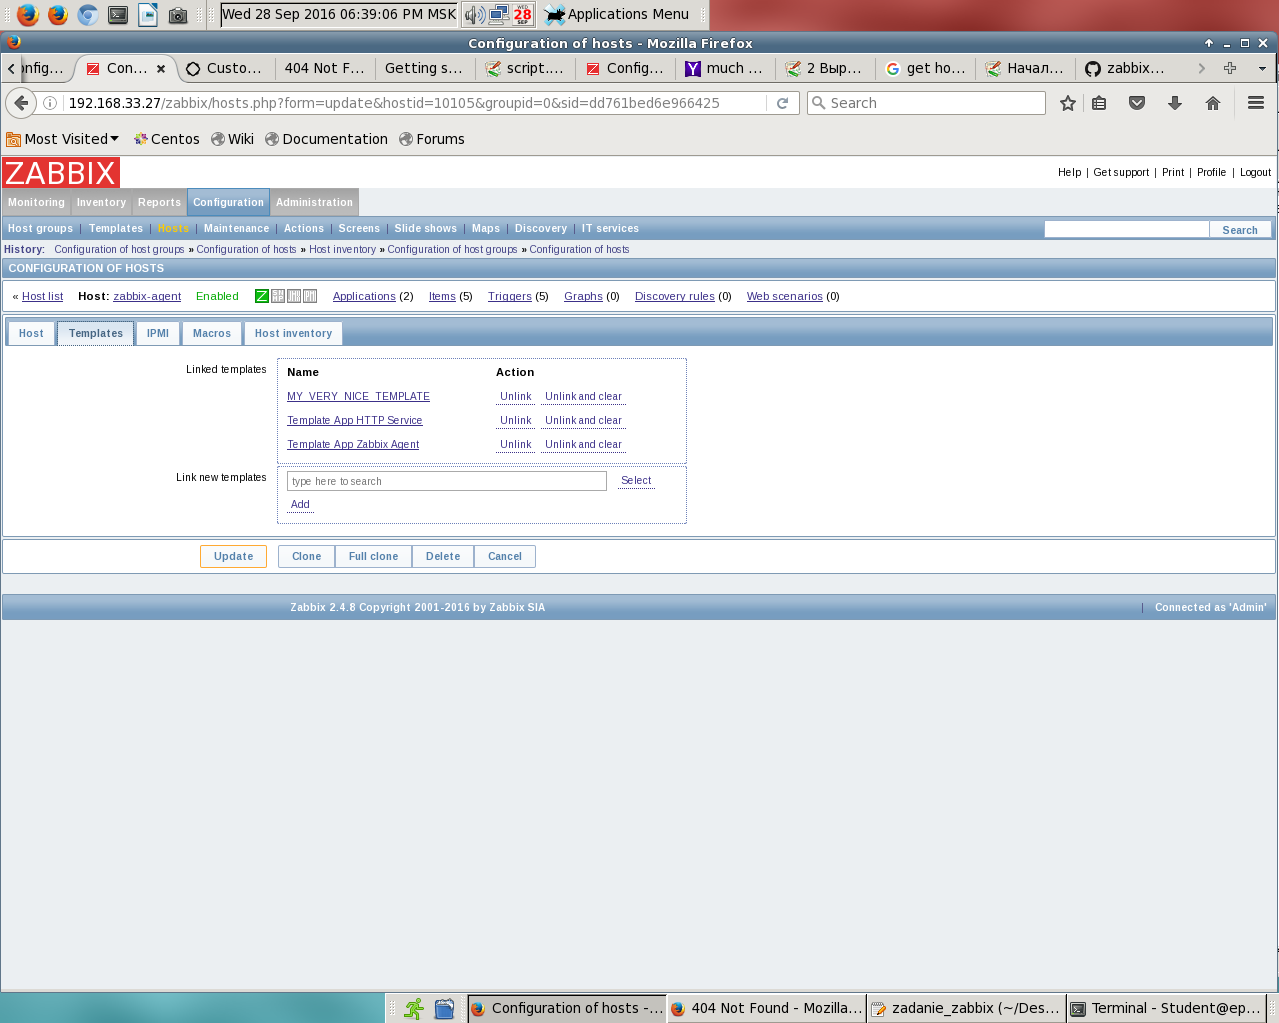 Wed 28 Sep 2016 06:39:06 PM MSK WED 28 SEP Applications Menu
Configuration of hosts - Mozilla Firefox
onfig... Con... Custo... 404 Not F... Getting s... script.... Config... much ... 2 Выр... get ho... Начал... zabbix...
192.168.33.27/zabbix/hosts.php?form=update&hostid=10105&groupid=0&sid=dd761bed6e966425 Search
Most Visited Centos Wiki Documentation Forums
ZABBIX Help | Get support | Print | Profile | Logout
Monitoring Inventory Reports Configuration Administration
Host groups | Templates | Hosts | Maintenance | Actions | Screens | Slide shows | Maps | Discovery | IT services Search
History: Configuration of host groups » Configuration of hosts » Host inventory » Configuration of host groups » Configuration of hosts
CONFIGURATION OF HOSTS
« Host list Host: zabbix-agent Enabled Z Applications (2) Items (5) Triggers (5) Graphs (0) Discovery rules (0) Web scenarios (0)
Host Templates IPMI Macros Host inventory
Linked templates Name Action
MY_VERY_NICE_TEMPLATE Unlink Unlink and clear
Template App HTTP Service Unlink Unlink and clear
Template App Zabbix Agent Unlink Unlink and clear
Link new templates type here to search Select
Add
Update Clone Full clone Delete Cancel
Zabbix 2.4.8 Copyright 2001-2016 by Zabbix SIA | Connected as 'Admin'
Configuration of hosts -... 404 Not Found - Mozilla... zadanie_zabbix (~/Des... Terminal - Student@ep...